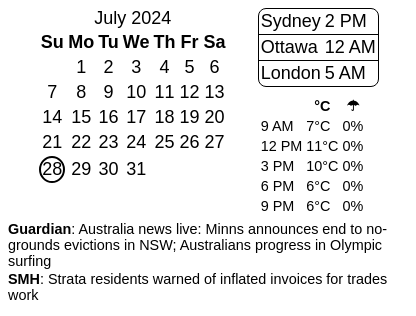 July 2024
Su Mo Tu We Th Fr Sa
1 2 3 4 5 6
7 8 9 10 11 12 13
14 15 16 17 18 19 20
21 22 23 24 25 26 27
28 29 30 31
Sydney 2 PM
Ottawa 12 AM
London 5 AM
°C ☂
9 AM 7°C 0%
12 PM 11°C 0%
3 PM 10°C 0%
6 PM 6°C 0%
9 PM 6°C 0%
Guardian: Australia news live: Minns announces end to no-
grounds evictions in NSW; Australians progress in Olympic
surfing
SMH: Strata residents warned of inflated invoices for trades
work